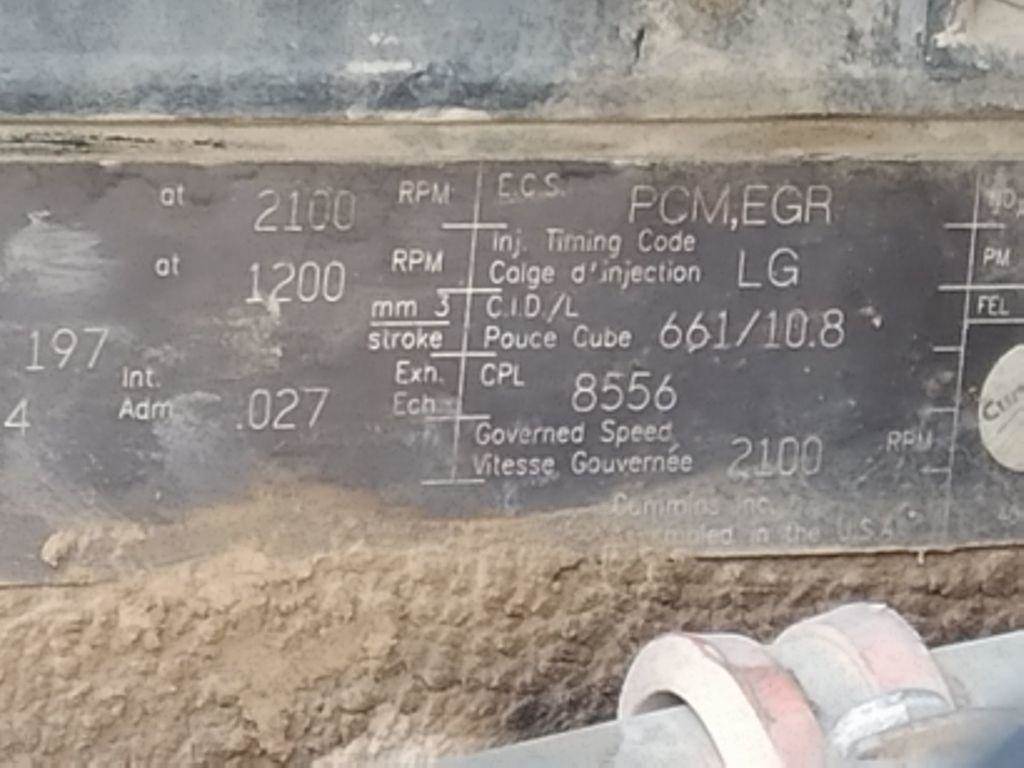 at 2100 RPM
at 1200 RPM
mm 3
stroke
197
Int. Exh.
4 Adm .027 Ech.
E.C.S. PCM,EGR
Inj. Timing Code
Calge d'injection LG
C.I.D./L
Pouce Cube 661/10.8
CPL 8556
Governed Speed
Vitesse Gouvernée 2100 RPM
Cummins Inc.
in the U.S.A.
PM
FEL